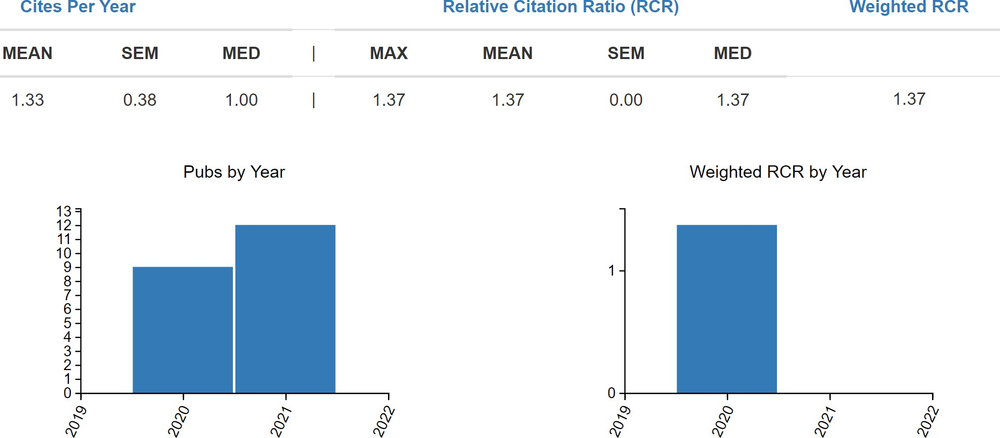 Cites Per Year Relative Citation Ratio (RCR) Weighted RCR
MEAN SEM MED | MAX MEAN SEM MED
1.33 0.38 1.00 | 1.37 1.37 0.00 1.37 1.37
Pubs by Year
13
12
11
10
9
8
7
6
5
4
3
2
1
0
2019 2020 2021 2022
Weighted RCR by Year
1
0
2019 2020 2021 2022